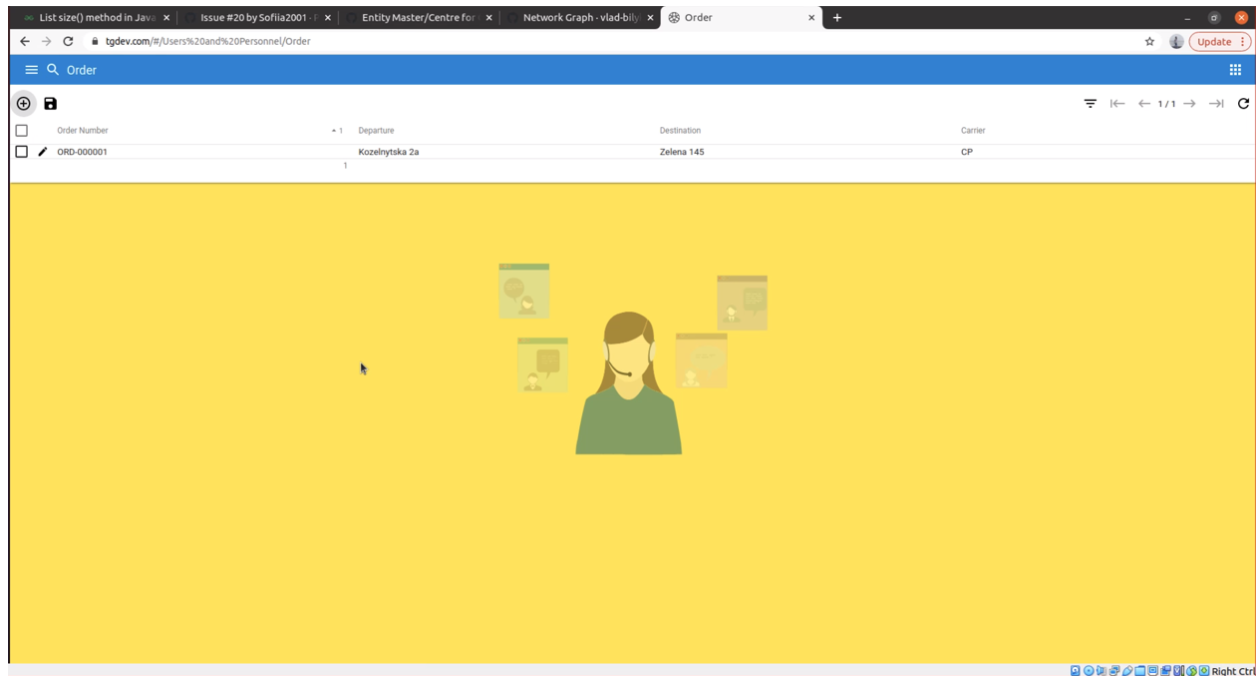 List size() method in Java
Issue #20 by Sofiia2001 ·
Entity Master/Centre for
Network Graph · vlad-bily
Order
tgdev.com/#/Users%20and%20Personnel/Order
Update
Order
1/1
Order Number
1
Departure
Destination
Carrier
ORD-000001
Kozelnytska 2a
Zelena 145
CP
1
Right Ctrl